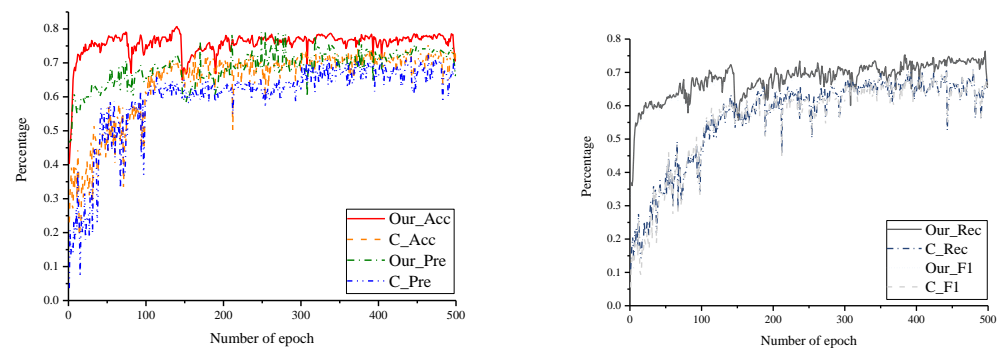 0.8
0.7
0.6
0.5
0.4
0.3
0.2
0.1
0.0
Percentage
0 100 200 300 400 500
Number of epoch
Our_Acc
C_Acc
Our_Pre
C_Pre
0.8
0.7
0.6
0.5
0.4
0.3
0.2
0.1
0.0
Percentage
0 100 200 300 400 500
Number of epoch
Our_Rec
C_Rec
Our_F1
C_F1